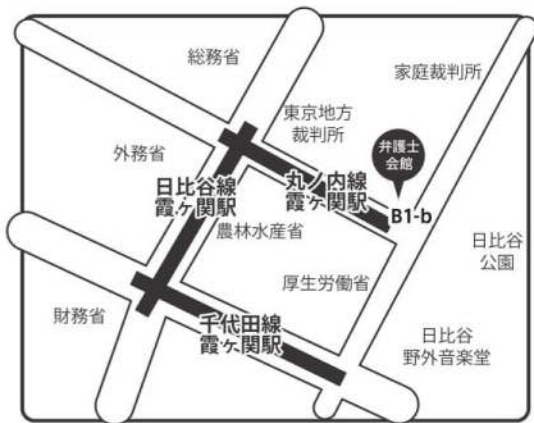 総務省
家庭裁判所
東京地方
裁判所
弁護士
会館
外務省
丸ノ内線
霞ヶ関駅
B1-b
日比谷線
霞ヶ関駅
農林水産省
日比谷
公園
厚生労働省
財務省
千代田線
霞ヶ関駅
日比谷
野外音楽堂